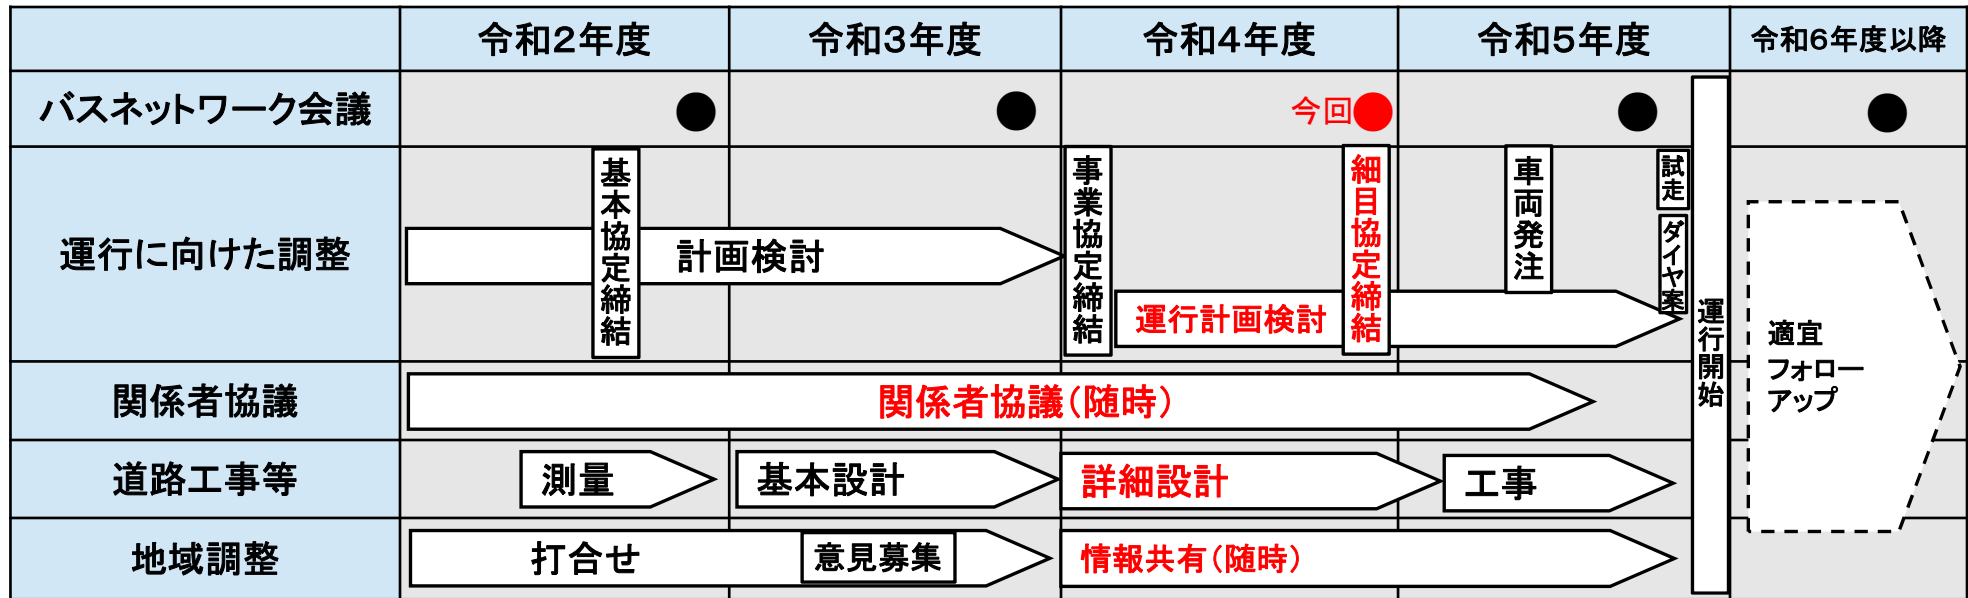 令和2年度
令和3年度
令和4年度
令和5年度
令和6年度以降
バスネットワーク会議
今回
運行に向けた調整
基本協定締結
計画検討
事業協定締結
運行計画検討
細目協定締結
車両発注
試走
ダイヤ案
運行開始
適宜
フォロー
アップ
関係者協議
関係者協議(随時)
道路工事等
測量
基本設計
詳細設計
工事
地域調整
打合せ
意見募集
情報共有(随時)